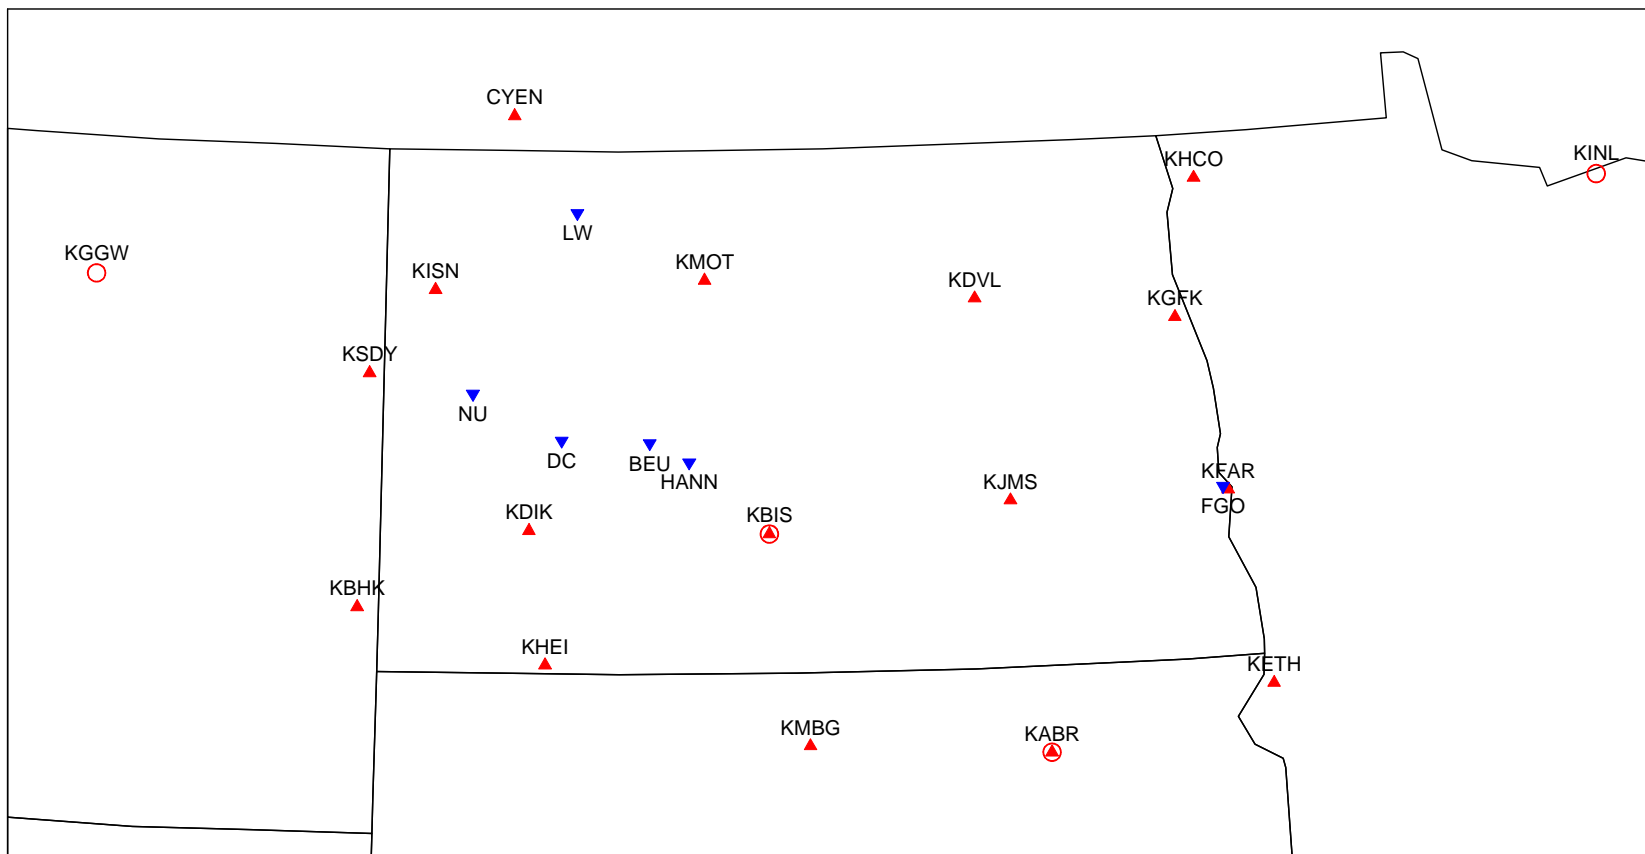 CYEN
KINL
KHCO
LW
KGGW
KMOT
KISN
KDVL
KGFK
KSDY
NU
DC
BEU
KFAR
HANN
KJMS
FGO
KDIK
KBIS
KBHK
KHEI
KETH
KMBG
KABR